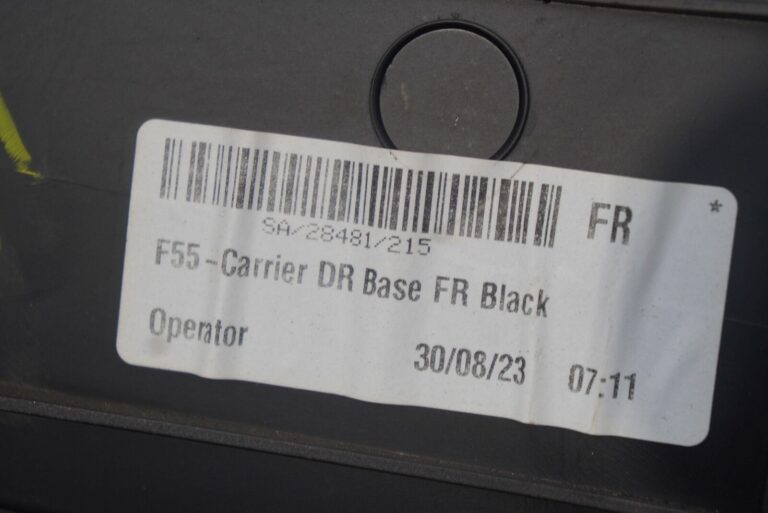 FR *
SA/28481/215
F55-Carrier DR Base FR Black
Operator 30/08/23 07:11